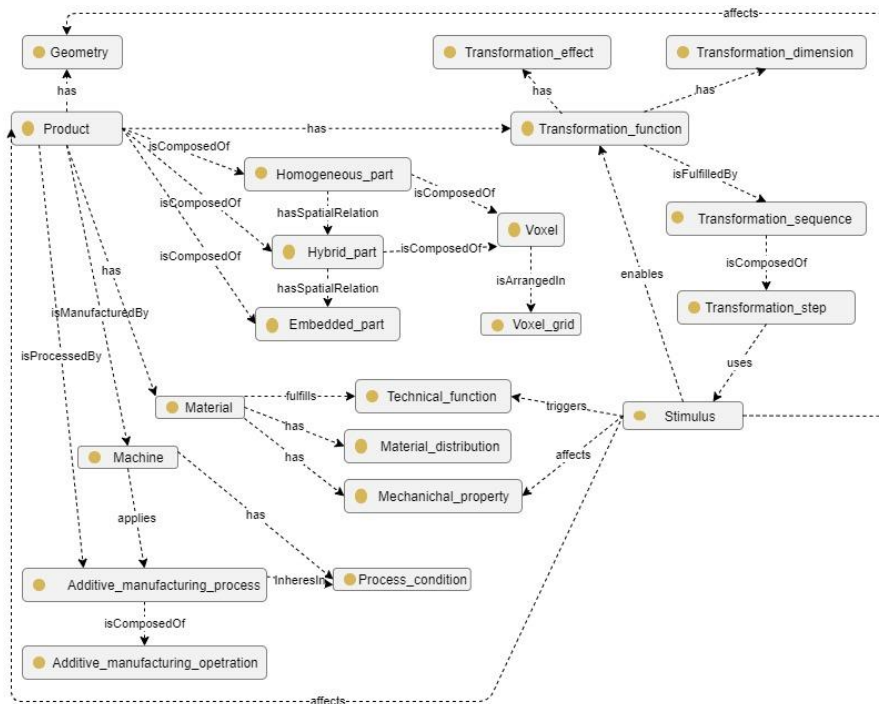 affects
Geometry
Transformation_effect
Transformation_dimension
has
has
has
Product
has
Transformation_function
isComposedOf
isFulfilledBy
Homogeneous_part
isComposedOf
isComposedOf
hasSpatialRelation
Transformation_sequence
Voxel
Hybrid_part
isComposedOf
isComposedOf
isComposedOf
has
enables
hasSpatialRelation
isArrangedIn
Transformation_step
isManufacturedBy
Embedded_part
Voxel_grid
isProcessedBy
uses
fulfills
Technical_function
Material
triggers
Stimulus
has
Material_distribution
Machine
has
affects
Mechanichal_property
has
applies
Additive_manufacturing_process
InheresIn
Process_condition
isComposedOf
Additive_manufacturing_opetration
affects